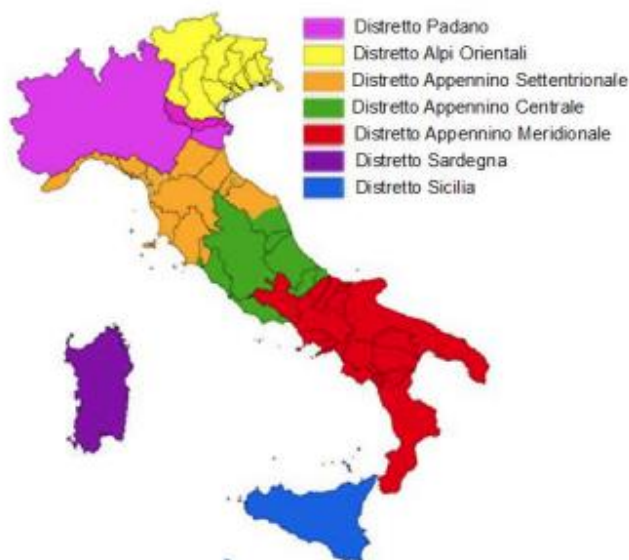 Distretto Padano
Distretto Alpi Orientali
Distretto Appennino Settentrionale
Distretto Appennino Centrale
Distretto Appennino Meridionale
Distretto Sardegna
Distretto Sicilia